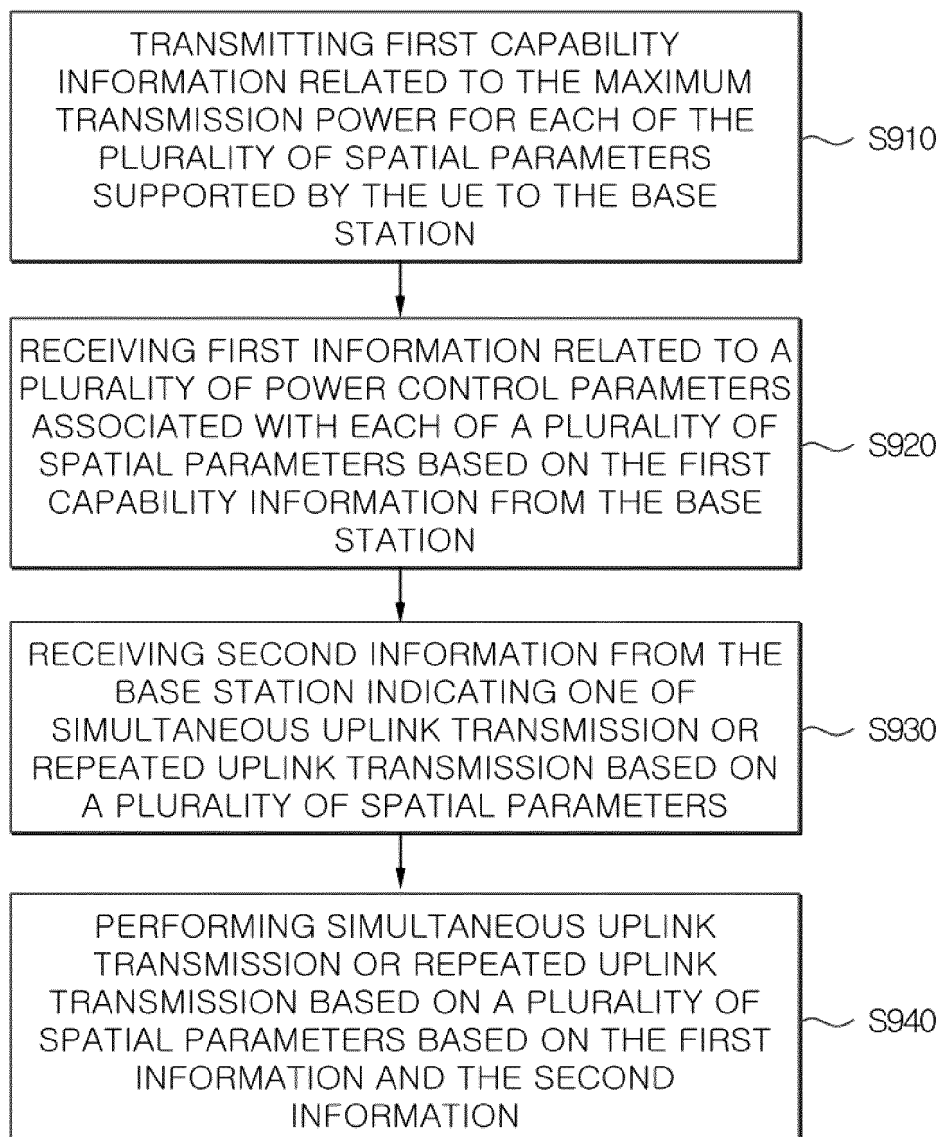 TRANSMITTING FIRST CAPABILITY
INFORMATION RELATED TO THE MAXIMUM
TRANSMISSION POWER FOR EACH OF THE
PLURALITY OF SPATIAL PARAMETERS
SUPPORTED BY THE UE TO THE BASE
STATION
S910
RECEIVING FIRST INFORMATION RELATED TO A
PLURALITY OF POWER CONTROL PARAMETERS
ASSOCIATED WITH EACH OF A PLURALITY OF
SPATIAL PARAMETERS BASED ON THE FIRST
CAPABILITY INFORMATION FROM THE BASE
STATION
S920
RECEIVING SECOND INFORMATION FROM THE
BASE STATION INDICATING ONE OF
SIMULTANEOUS UPLINK TRANSMISSION OR
REPEATED UPLINK TRANSMISSION BASED ON
A PLURALITY OF SPATIAL PARAMETERS
S930
PERFORMING SIMULTANEOUS UPLINK
TRANSMISSION OR REPEATED UPLINK
TRANSMISSION BASED ON A PLURALITY OF
SPATIAL PARAMETERS BASED ON THE FIRST
INFORMATION AND THE SECOND
INFORMATION
S940